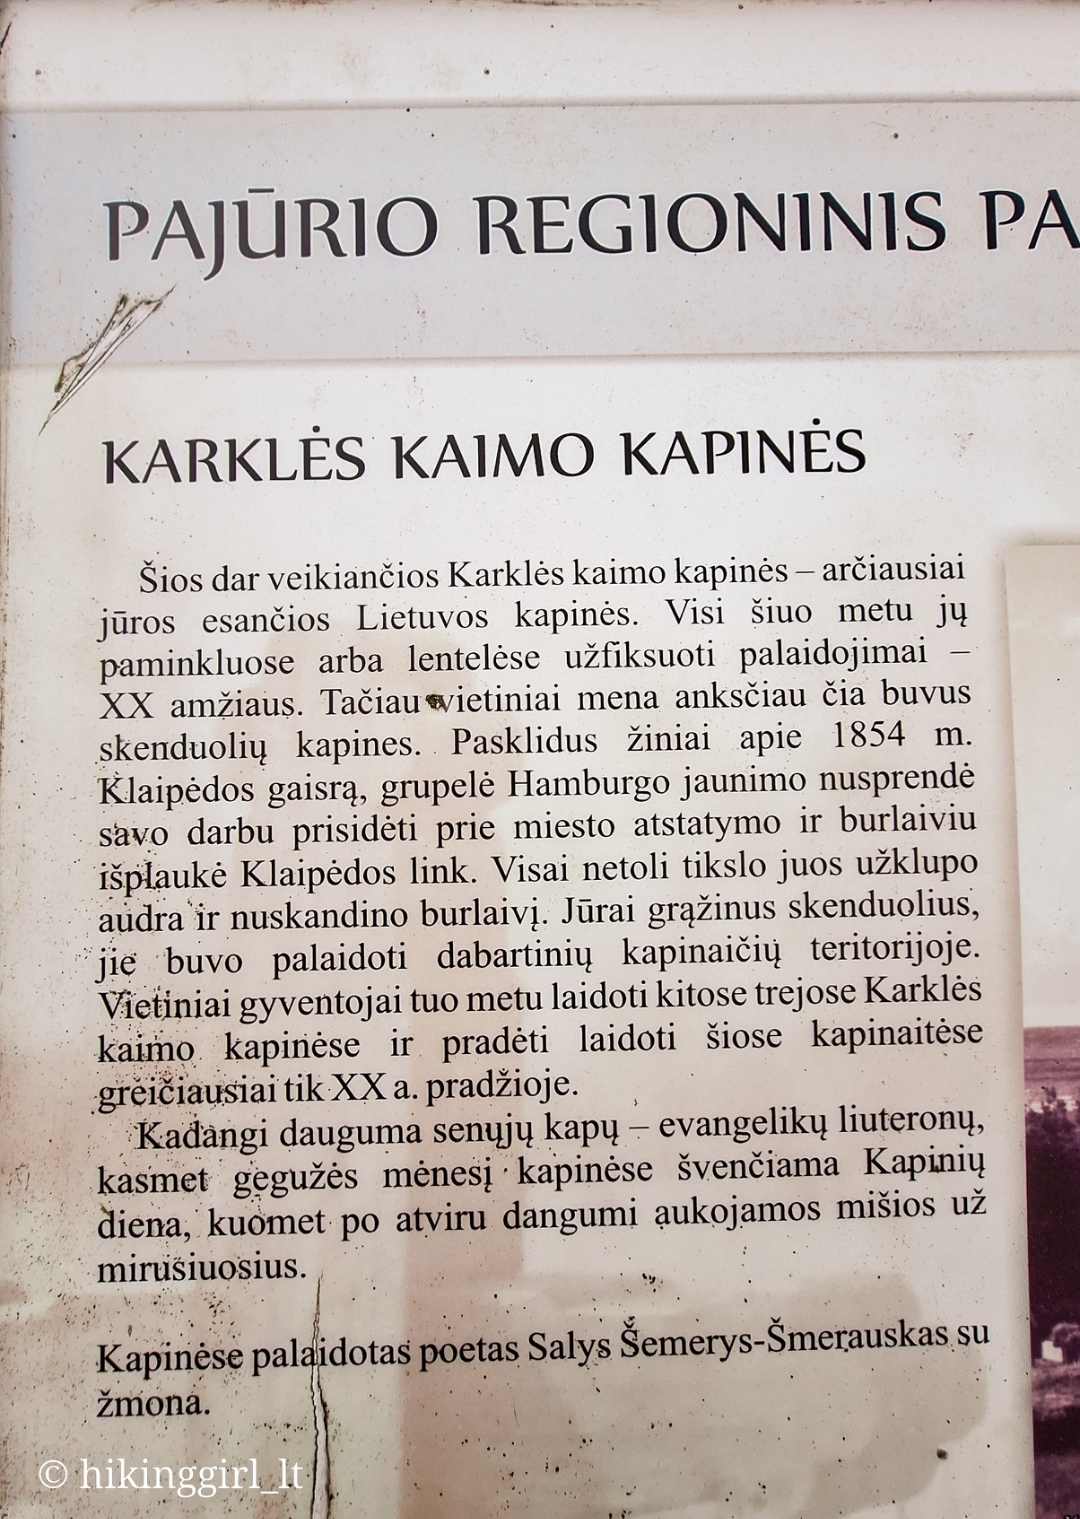 PAJŪRIO REGIONINIS PA
KARKLĖS KAIMO KAPINĖS
Šios dar veikiančios Karklės kaimo kapinės – arčiausiai
jūros esančios Lietuvos kapinės. Visi šiuo metu jų
paminkluose arba lentelėse užfiksuoti palaidojimai –
XX amžiaus. Tačiau vietiniai mena anksčiau čia buvus
skenduolių kapines. Pasklidus žiniai apie 1854 m.
Klaipėdos gaisrą, grupelė Hamburgo jaunimo nusprendė
savo darbu prisidėti prie miesto atstatymo ir burlaiviu
išplaukė Klaipėdos link. Visai netoli tikslo juos užklupo
audra ir nuskandino burlaivį. Jūrai grąžinus skenduolius,
jie buvo palaidoti dabartinių kapinaičių teritorijoje.
Vietiniai gyventojai tuo metu laidoti kitose trejose Karklės
kaimo kapinėse ir pradėti laidoti šiose kapinaitėse
greičiausiai tik XX a. pradžioje.
Kadangi dauguma senųjų kapų – evangelikų liuteronų,
kasmet gegužės mėnesį kapinėse švenčiama Kapinių
diena, kuomet po atviru dangumi aukojamos mišios už
mirusiuosius.
Kapinėse palaidotas poetas Salys Šemerys-Šmerauskas su
žmona.
© hikinggirl_lt